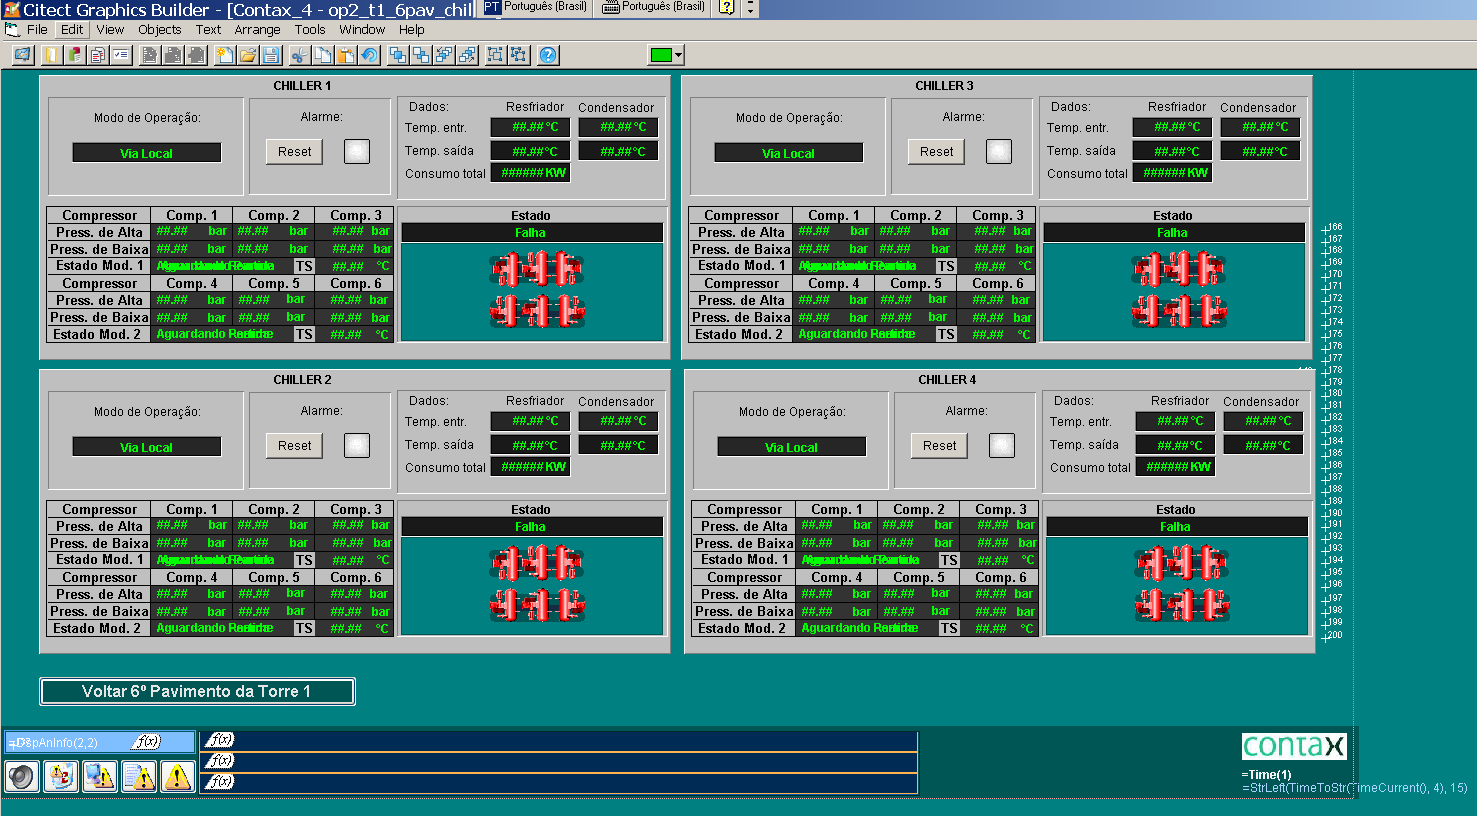 Citect Graphics Builder - [Contax_4 - op2_t1_6pav_chil
PT Português (Brasil) Português (Brasil)
File Edit View Objects Text Arrange Tools Window Help
CHILLER 1
Modo de Operação:
Via Local
Alarme:
Reset
Dados: Resfriador Condensador
Temp. entr. ##.## °C ##.## °C
Temp. saída ##.## °C ##.## °C
Consumo total ###### KW
Compressor Comp. 1 Comp. 2 Comp. 3
Press. de Alta ##.## bar ##.## bar ##.## bar
Press. de Baixa ##.## bar ##.## bar ##.## bar
Estado Mod. 1 TS ##.## °C
Compressor Comp. 4 Comp. 5 Comp. 6
Press. de Alta ##.## bar ##.## bar ##.## bar
Press. de Baixa ##.## bar ##.## bar ##.## bar
Estado Mod. 2 Aguardando TS ##.## °C
Estado
Falha
CHILLER 3
Modo de Operação:
Via Local
Alarme:
Reset
Dados: Resfriador Condensador
Temp. entr. ##.## °C ##.## °C
Temp. saída ##.## °C ##.## °C
Consumo total ###### KW
Compressor Comp. 1 Comp. 2 Comp. 3
Press. de Alta ##.## bar ##.## bar ##.## bar
Press. de Baixa ##.## bar ##.## bar ##.## bar
Estado Mod. 1 TS ##.## °C
Compressor Comp. 4 Comp. 5 Comp. 6
Press. de Alta ##.## bar ##.## bar ##.## bar
Press. de Baixa ##.## bar ##.## bar ##.## bar
Estado Mod. 2 Aguardando TS ##.## °C
Estado
Falha
CHILLER 2
Modo de Operação:
Via Local
Alarme:
Reset
Dados: Resfriador Condensador
Temp. entr. ##.## °C ##.## °C
Temp. saída ##.## °C ##.## °C
Consumo total ###### KW
Compressor Comp. 1 Comp. 2 Comp. 3
Press. de Alta ##.## bar ##.## bar ##.## bar
Press. de Baixa ##.## bar ##.## bar ##.## bar
Estado Mod. 1 TS ##.## °C
Compressor Comp. 4 Comp. 5 Comp. 6
Press. de Alta ##.## bar ##.## bar ##.## bar
Press. de Baixa ##.## bar ##.## bar ##.## bar
Estado Mod. 2 Aguardando TS ##.## °C
Estado
Falha
CHILLER 4
Modo de Operação:
Via Local
Alarme:
Reset
Dados: Resfriador Condensador
Temp. entr. ##.## °C ##.## °C
Temp. saída ##.## °C ##.## °C
Consumo total ###### KW
Compressor Comp. 1 Comp. 2 Comp. 3
Press. de Alta ##.## bar ##.## bar ##.## bar
Press. de Baixa ##.## bar ##.## bar ##.## bar
Estado Mod. 1 TS ##.## °C
Compressor Comp. 4 Comp. 5 Comp. 6
Press. de Alta ##.## bar ##.## bar ##.## bar
Press. de Baixa ##.## bar ##.## bar ##.## bar
Estado Mod. 2 Aguardando TS ##.## °C
Estado
Falha
166
167
168
169
170
171
172
173
174
175
176
177
178
179
180
181
182
183
184
185
186
187
188
189
190
191
192
193
194
195
196
197
198
199
200
Voltar 6º Pavimento da Torre 1
f(x)
f(x)
f(x)
f(x)
contax
=Time(1)
=StrLeft(TimeToStr(TimeCurrent(), 4), 15)